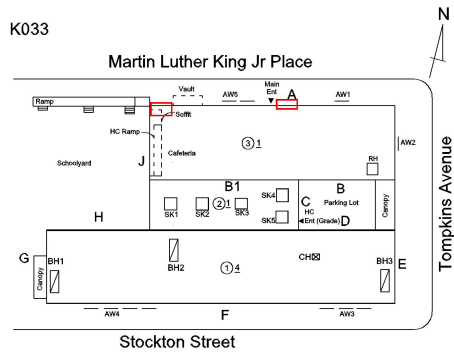 K033
N
Martin Luther King Jr Place
Main
Ent
A
Vault
AW5
AW1
Ramp
Soffit
HC Ramp
AW2
J
Cafeteria
3 1
RH
Schoolyard
B1
B
SK4
C
Parking Lot
Canopy
HC
SK1
SK2
2 1
SK3
SK5
Ent (Grade)
D
H
G
Canopy
BH1
BH2
1 4
CH
BH3
E
AW4
F
AW3
Stockton Street
Tompkins Avenue